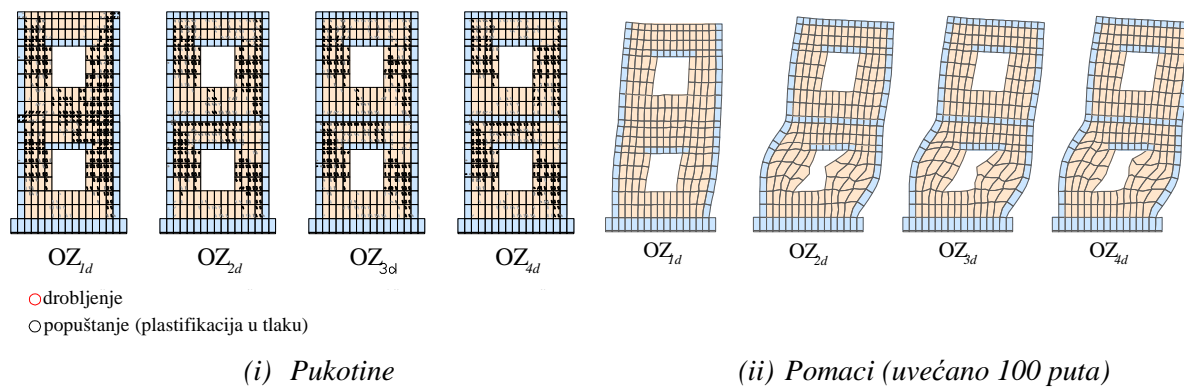 OZ1d OZ2d OZ3d OZ4d OZ1d OZ2d OZ3d OZ4d
drobljenje
popuštanje (plastifikacija u tlaku)
(i) Pukotine (ii) Pomaci (uvećano 100 puta)